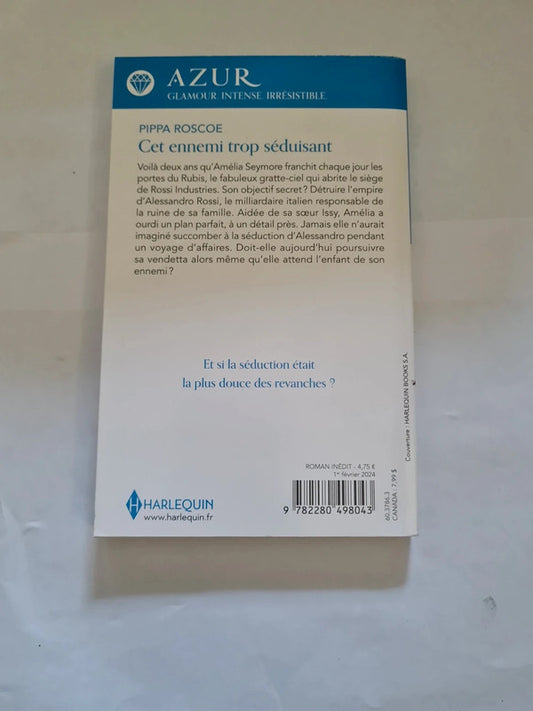 AZUR
GLAMOUR. INTENSE. IRRÉSISTIBLE.
PIPPA ROSCOE
Cet ennemi trop séduisant
Voilà deux ans qu'Amélia Seymore franchit chaque jour les
portes du Rubis, le fabuleux gratte-ciel qui abrite le siège
de Rossi Industries. Son objectif secret ? Détruire l'empire
d'Alessandro Rossi, le milliardaire italien responsable de
la ruine de sa famille. Aidée de sa sœur Issy, Amélia a
ourdi un plan parfait, à un détail près. Jamais elle n'aurait
imaginé succomber à la séduction d'Alessandro pendant
un voyage d'affaires. Doit-elle aujourd'hui poursuivre
sa vendetta alors même qu'elle attend l'enfant de son
ennemi ?
Et si la séduction était
la plus douce des revanches ?
ROMAN INÉDIT - 4,75 €
1er février 2024
9 782280 498043
HARLEQUIN
www.harlequin.fr
60.3786.3
CANADA : 7,99 $
Couverture : HARLEQUIN BOOKS S.A.